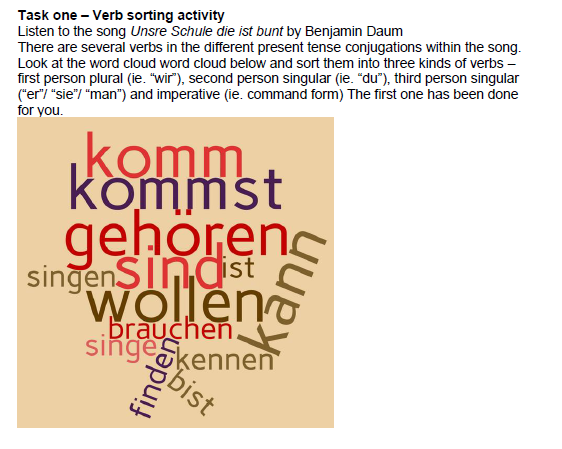 Task one – Verb sorting activity
Listen to the song Unsre Schule die ist bunt by Benjamin Daum
There are several verbs in the different present tense conjugations within the song.
Look at the word cloud word cloud below and sort them into three kinds of verbs –
first person plural (ie. “wir”), second person singular (ie. “du”), third person singular
(“er”/ “sie”/ “man”) and imperative (ie. command form) The first one has been done
for you.
komm
kommst
gehören
singen
sind
ist
wollen
kann
brauchen
singe
kennen
finden
bist